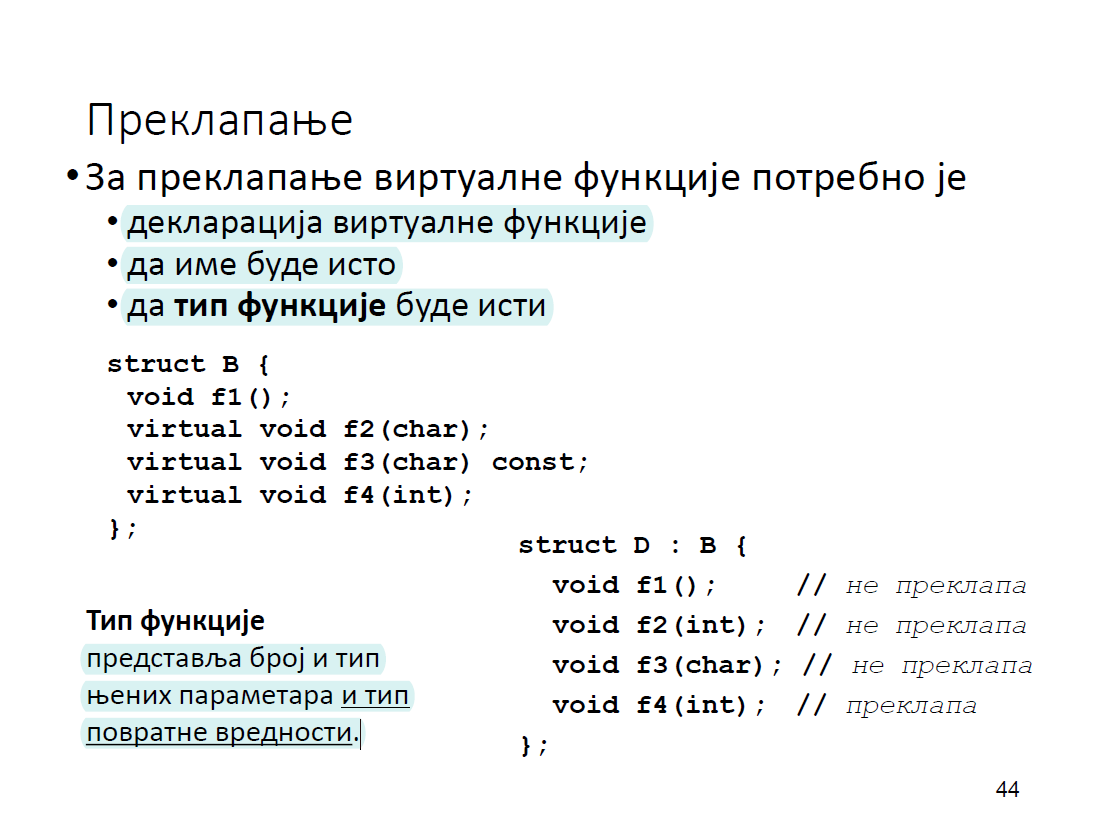 Преклапање
• За преклапање виртуалне функције потребно је
• декларација виртуалне функције
• да име буде исто
• да тип функције буде исти
struct B {
void f1();
virtual void f2(char);
virtual void f3(char) const;
virtual void f4(int);
};
struct D : B {
void f1(); // не преклапа
void f2(int); // не преклапа
void f3(char); // не преклапа
void f4(int); // преклапа
};
Тип функције
представља број и тип
њених параметара и тип
повратне вредности.
44